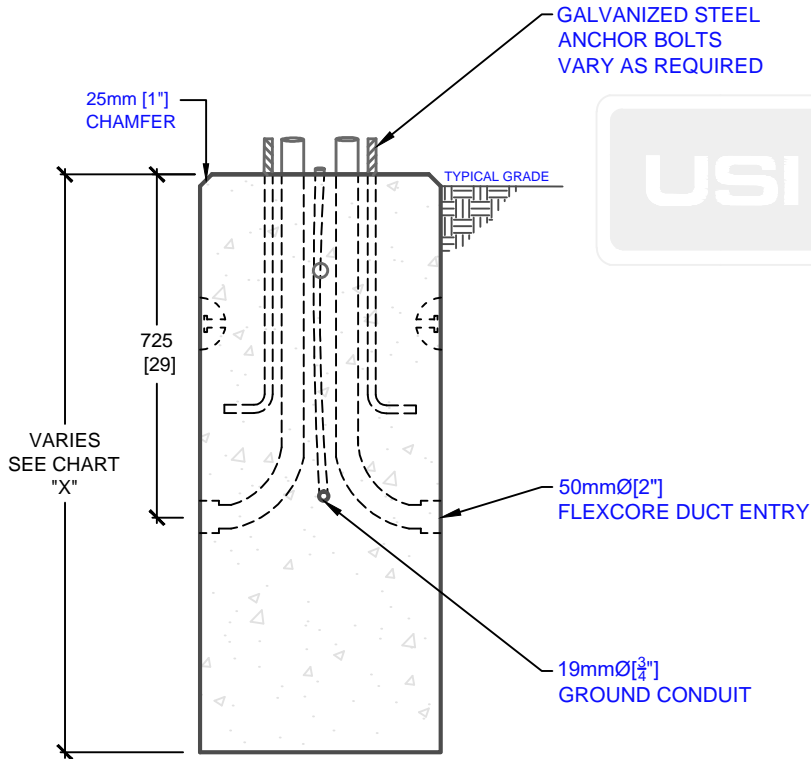 GALVANIZED STEEL
ANCHOR BOLTS
VARY AS REQUIRED
25mm [1"]
CHAMFER
USI
TYPICAL GRADE
725
[29]
VARIES
SEE CHART
"X"
50mmØ[2"]
FLEXCORE DUCT ENTRY
19mmØ[3/4"]
GROUND CONDUIT